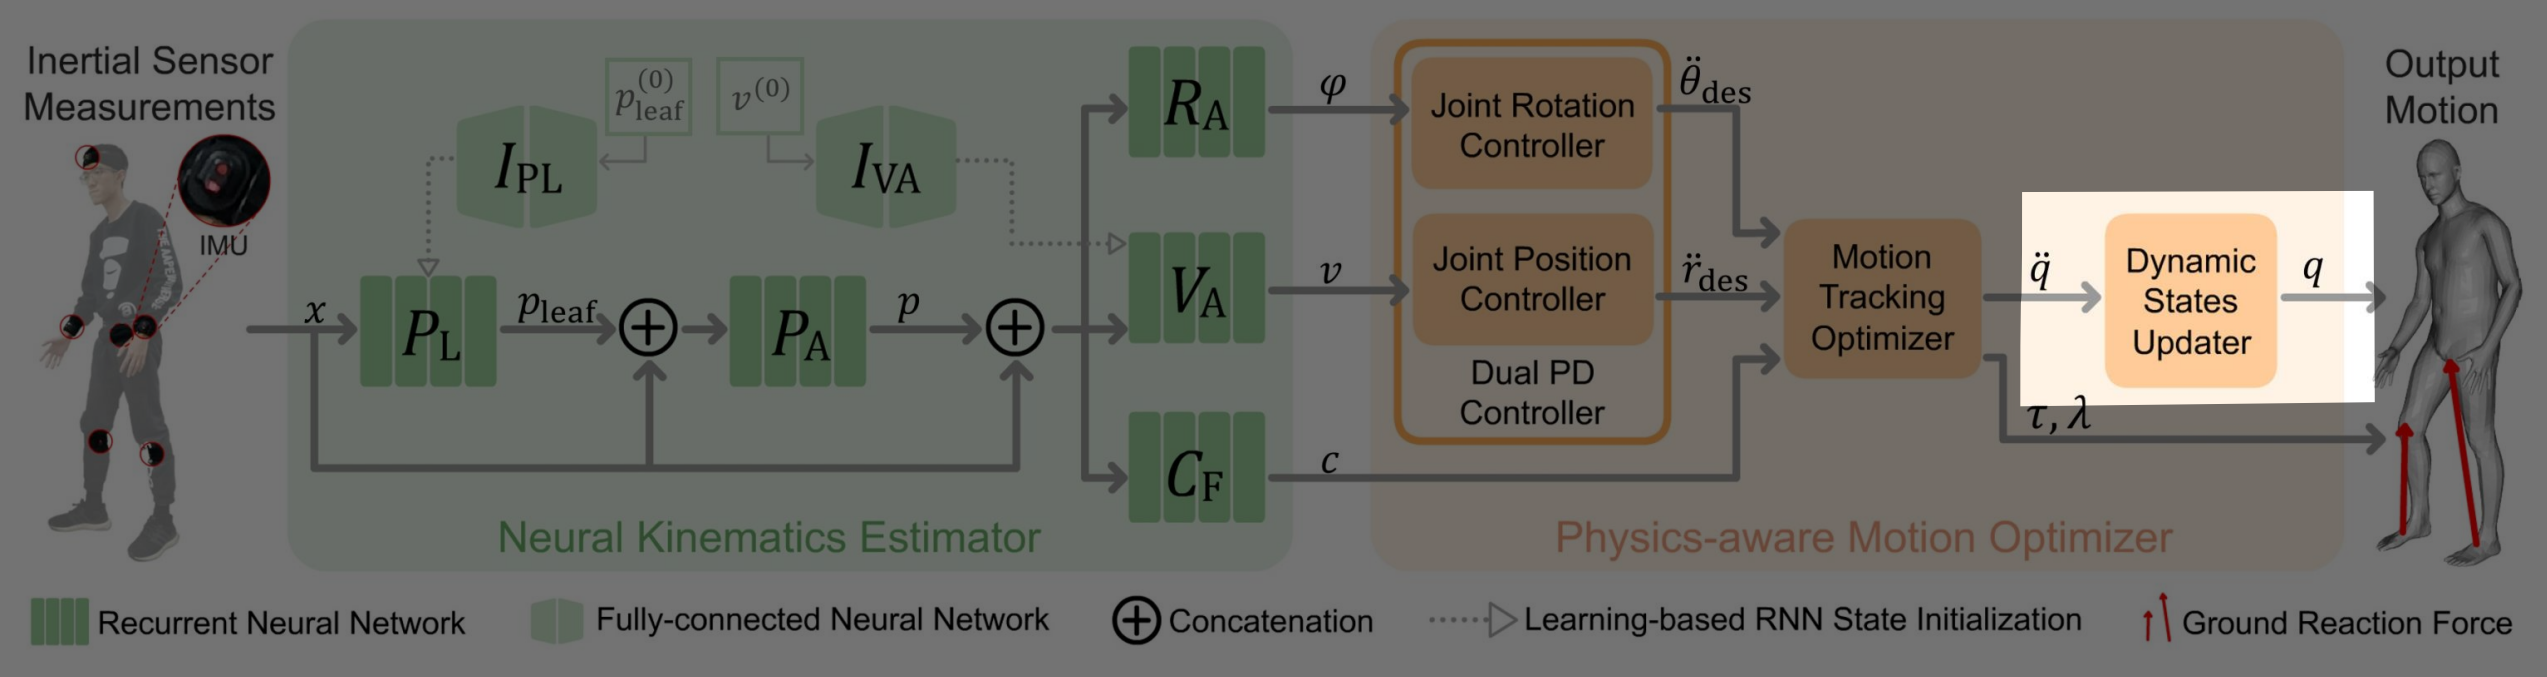 Inertial Sensor
Measurements
IMU
x
I_PL
p_leaf^(0)
v^(0)
I_VA
P_L
p_leaf
P_A
p
R_A
V_A
C_F
Neural Kinematics Estimator
φ
v
c
Joint Rotation
Controller
Joint Position
Controller
Dual PD
Controller
θ̈_des
r̈_des
Motion
Tracking
Optimizer
q̈
τ, λ
Dynamic
States
Updater
q
Physics-aware Motion Optimizer
Output
Motion
Recurrent Neural Network
Fully-connected Neural Network
Concatenation
Learning-based RNN State Initialization
Ground Reaction Force